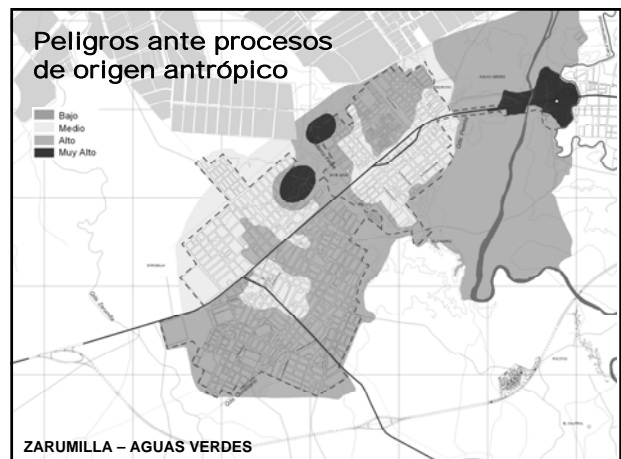 Peligros ante procesos
de origen antrópico
Bajo
Medio
Alto
Muy Alto
ZARUMILLA – AGUAS VERDES